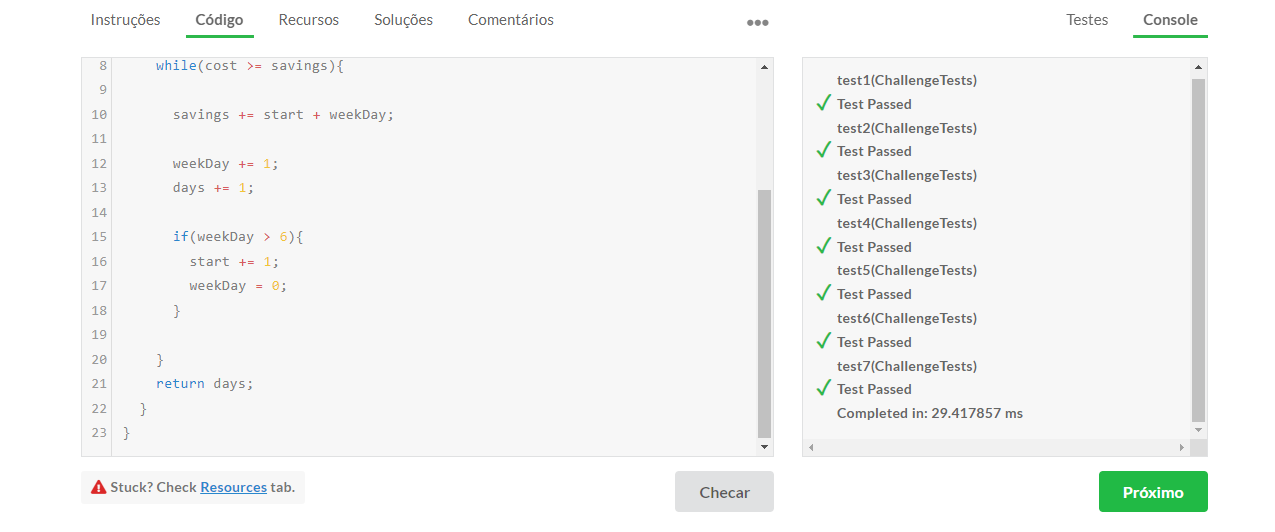 Instruções Código Recursos Soluções Comentários ••• Testes Console
8 while(cost >= savings){
9
10 savings += start + weekDay;
11
12 weekDay += 1;
13 days += 1;
14
15 if(weekDay > 6){
16 start += 1;
17 weekDay = 0;
18 }
19
20 }
21 return days;
22 }
23 }
test1(ChallengeTests)
✓ Test Passed
test2(ChallengeTests)
✓ Test Passed
test3(ChallengeTests)
✓ Test Passed
test4(ChallengeTests)
✓ Test Passed
test5(ChallengeTests)
✓ Test Passed
test6(ChallengeTests)
✓ Test Passed
test7(ChallengeTests)
✓ Test Passed
Completed in: 29.417857 ms
Stuck? Check Resources tab.
Checar
Próximo